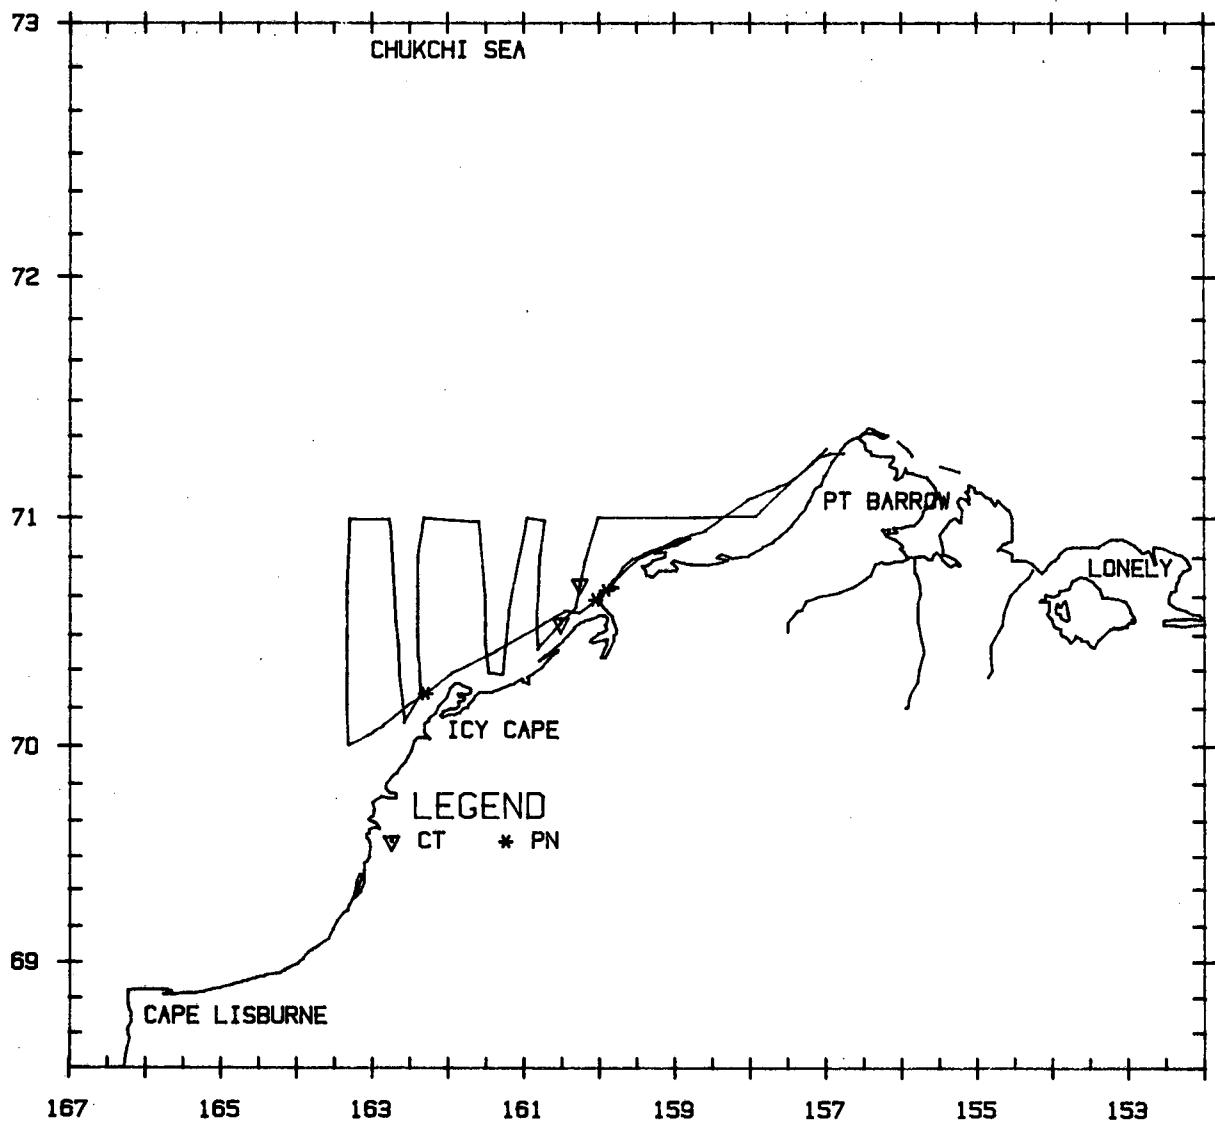 73
CHUKCHI SEA
72
71
PT BARROW
LONELY
70
ICY CAPE
LEGEND
CT PN
69
CAPE LISBURNE
167 165 163 161 159 157 155 153